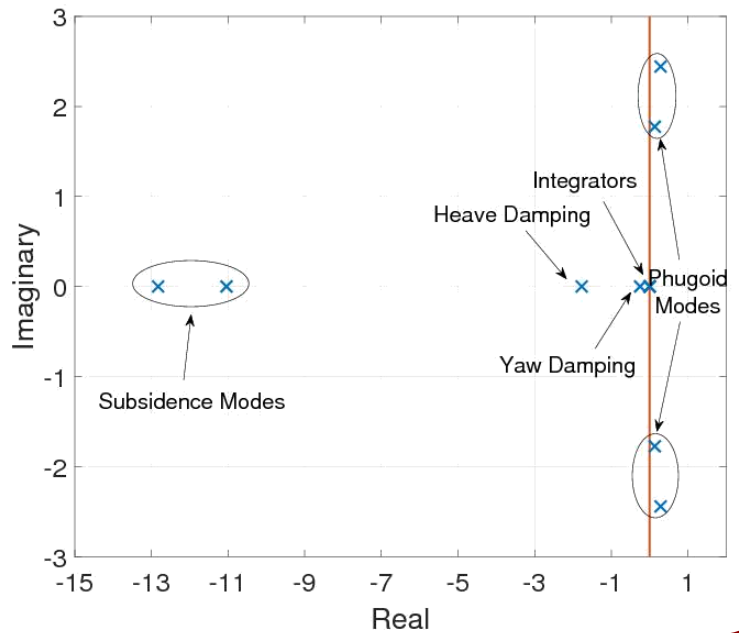 3
2
1
0
-1
-2
-3
Imaginary
Integrators
Heave Damping
Phugoid
Modes
Yaw Damping
Subsidence Modes
-15
-13
-11
-9
-7
-5
-3
-1
1
Real